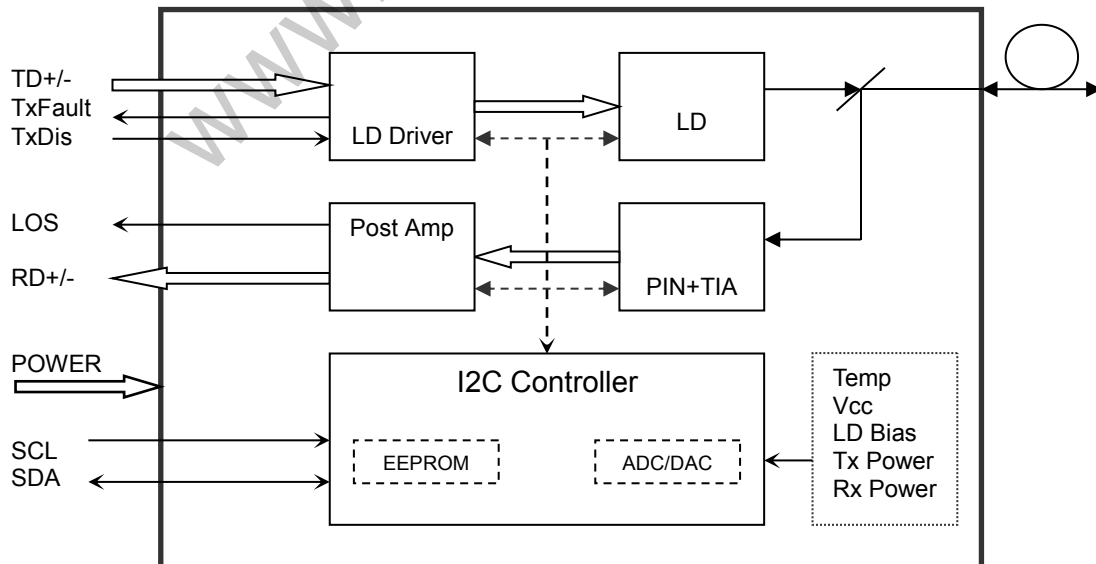 TD+/-
TxFault
TxDis
LD Driver
LD
LOS
RD+/-
Post Amp
PIN+TIA
POWER
I2C Controller
SCL
SDA
EEPROM
ADC/DAC
Temp
Vcc
LD Bias
Tx Power
Rx Power
www